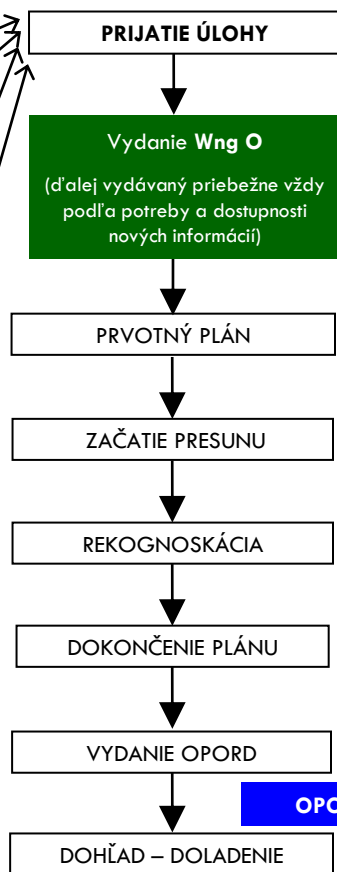 PRIJATIE ÚLOHY
Vydanie Wng O
(ďalej vydávaný priebežne vždy
podľa potreby a dostupnosti
nových informácií)
PRVOTNÝ PLÁN
ZAČATIE PRESUNU
REKOGNOSKÁCIA
DOKONČENIE PLÁNU
VYDANIE OPORD
OPO
DOHĽAD – DOLADENIE